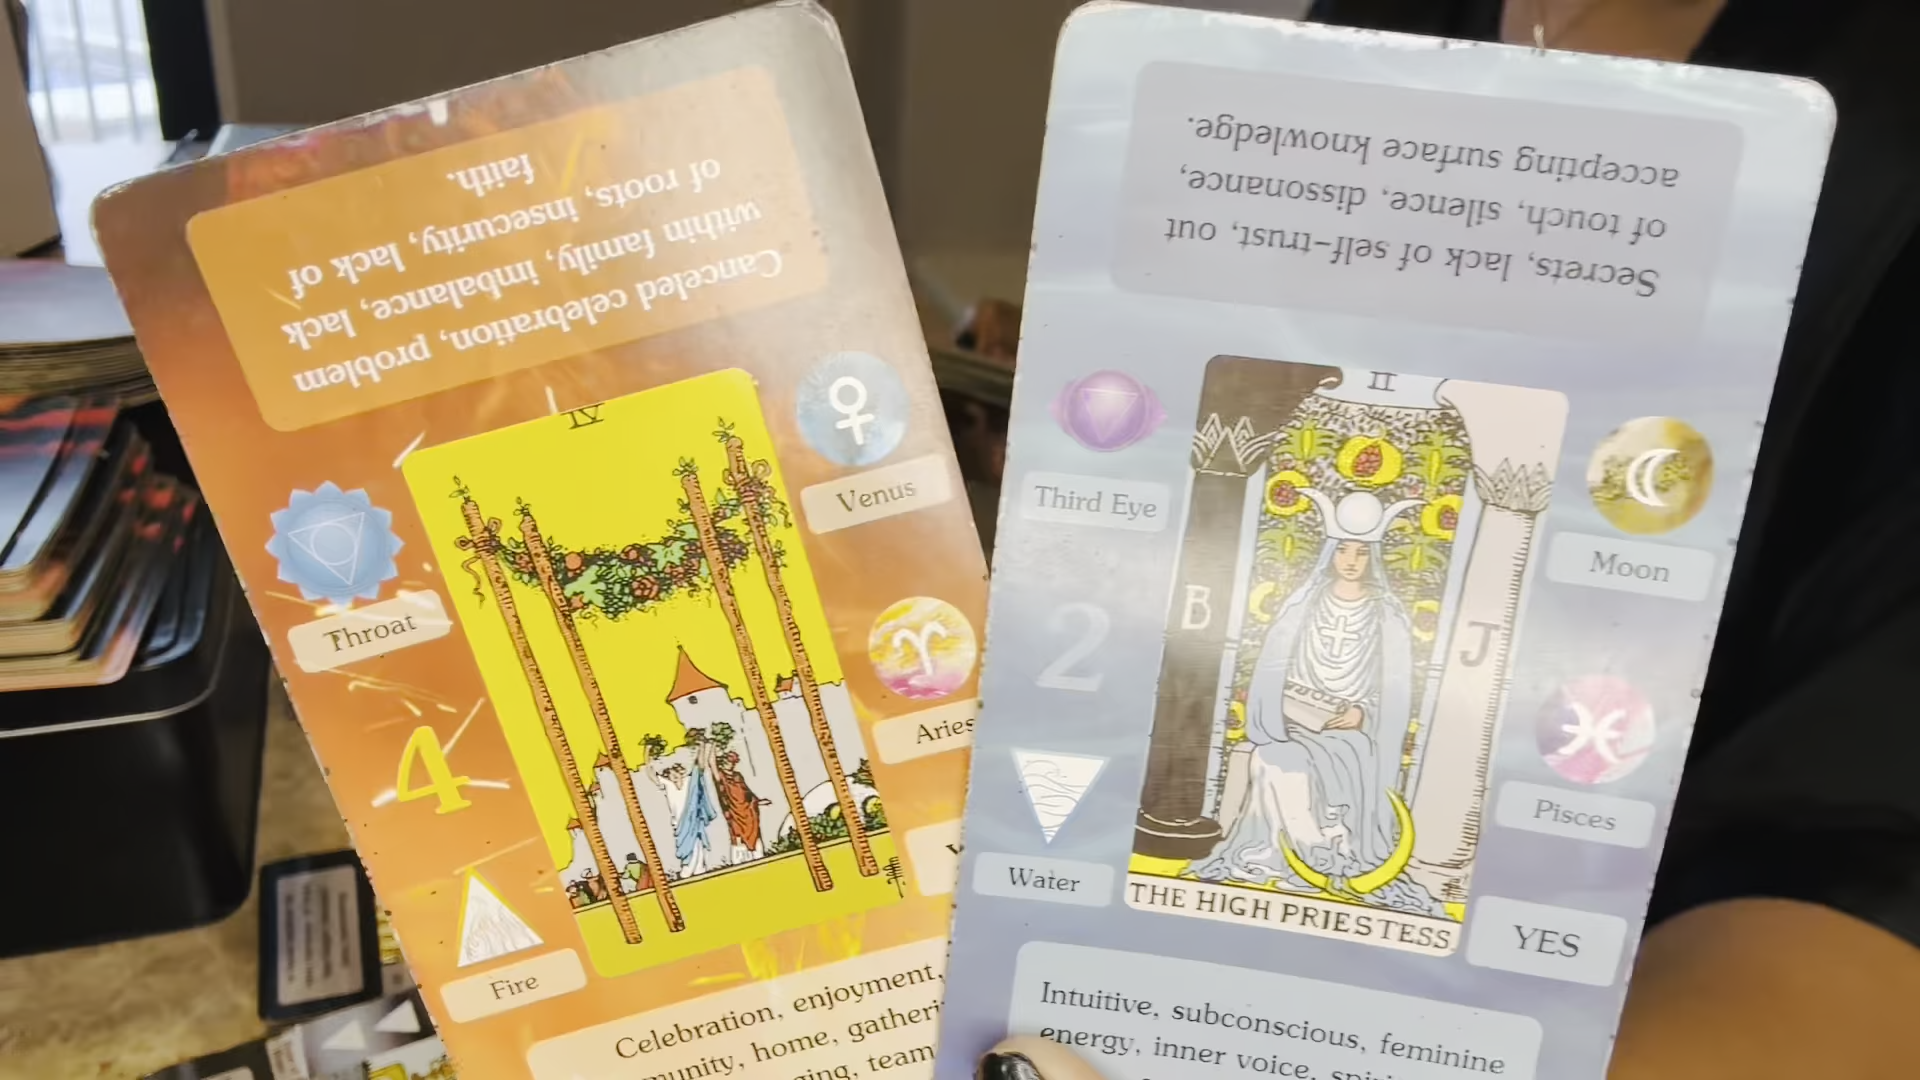 Canceled celebration, problem
within family, imbalance, lack
of roots, insecurity, lack of
faith.
IV
Venus
Throat
Aries
4
Fire
Celebration, enjoyment,
home,
team
Secrets, lack of self-trust, out
of touch, silence, dissonance,
accepting surface knowledge.
II
Third Eye
Moon
2
B
J
Pisces
Water
THE HIGH PRIESTESS
YES
Intuitive, subconscious, feminine
energy, inner voice,